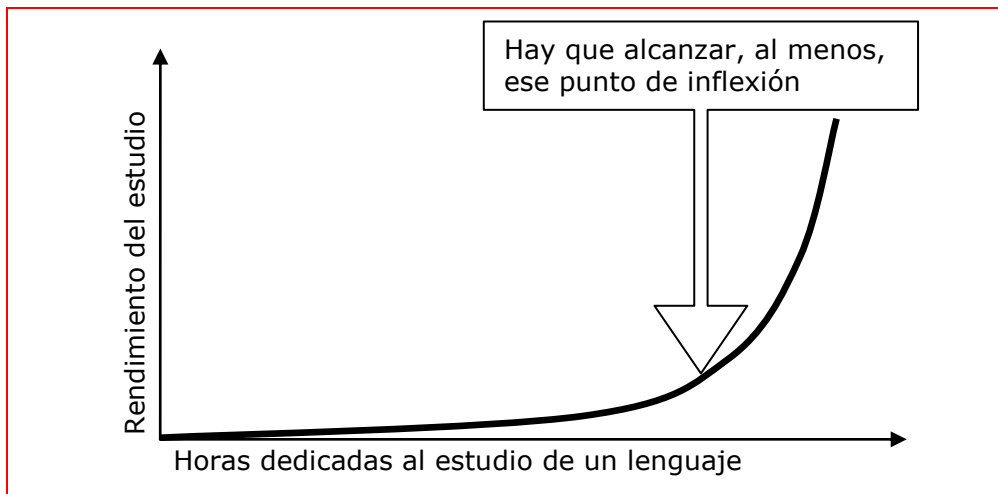 Hay que alcanzar, al menos,
ese punto de inflexión
Rendimiento del estudio
Horas dedicadas al estudio de un lenguaje